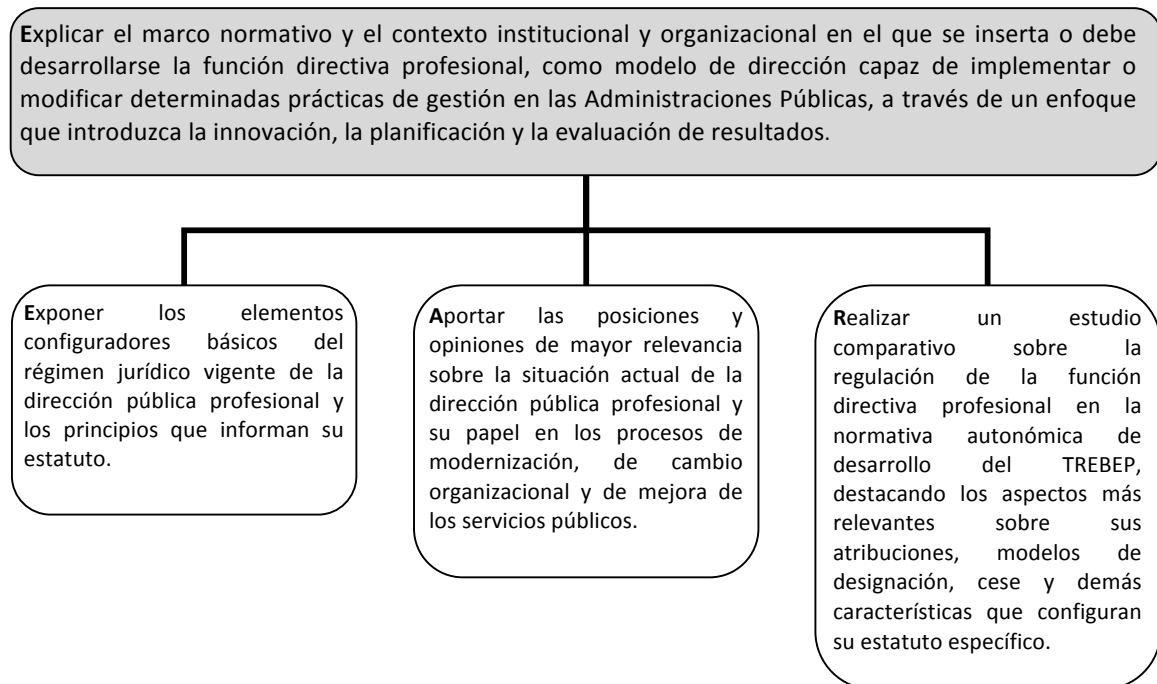 Explicar el marco normativo y el contexto institucional y organizacional en el que se inserta o debe
desarrollarse la función directiva profesional, como modelo de dirección capaz de implementar o
modificar determinadas prácticas de gestión en las Administraciones Públicas, a través de un enfoque
que introduzca la innovación, la planificación y la evaluación de resultados.
Exponer los elementos
configuradores básicos del
régimen jurídico vigente de la
dirección pública profesional y
los principios que informan su
estatuto.
Aportar las posiciones y
opiniones de mayor relevancia
sobre la situación actual de la
dirección pública profesional y
su papel en los procesos de
modernización, de cambio
organizacional y de mejora de
los servicios públicos.
Realizar un estudio
comparativo sobre la
regulación de la función
directiva profesional en la
normativa autonómica de
desarrollo del TREBEP,
destacando los aspectos más
relevantes sobre sus
atribuciones, modelos de
designación, cese y demás
características que configuran
su estatuto específico.